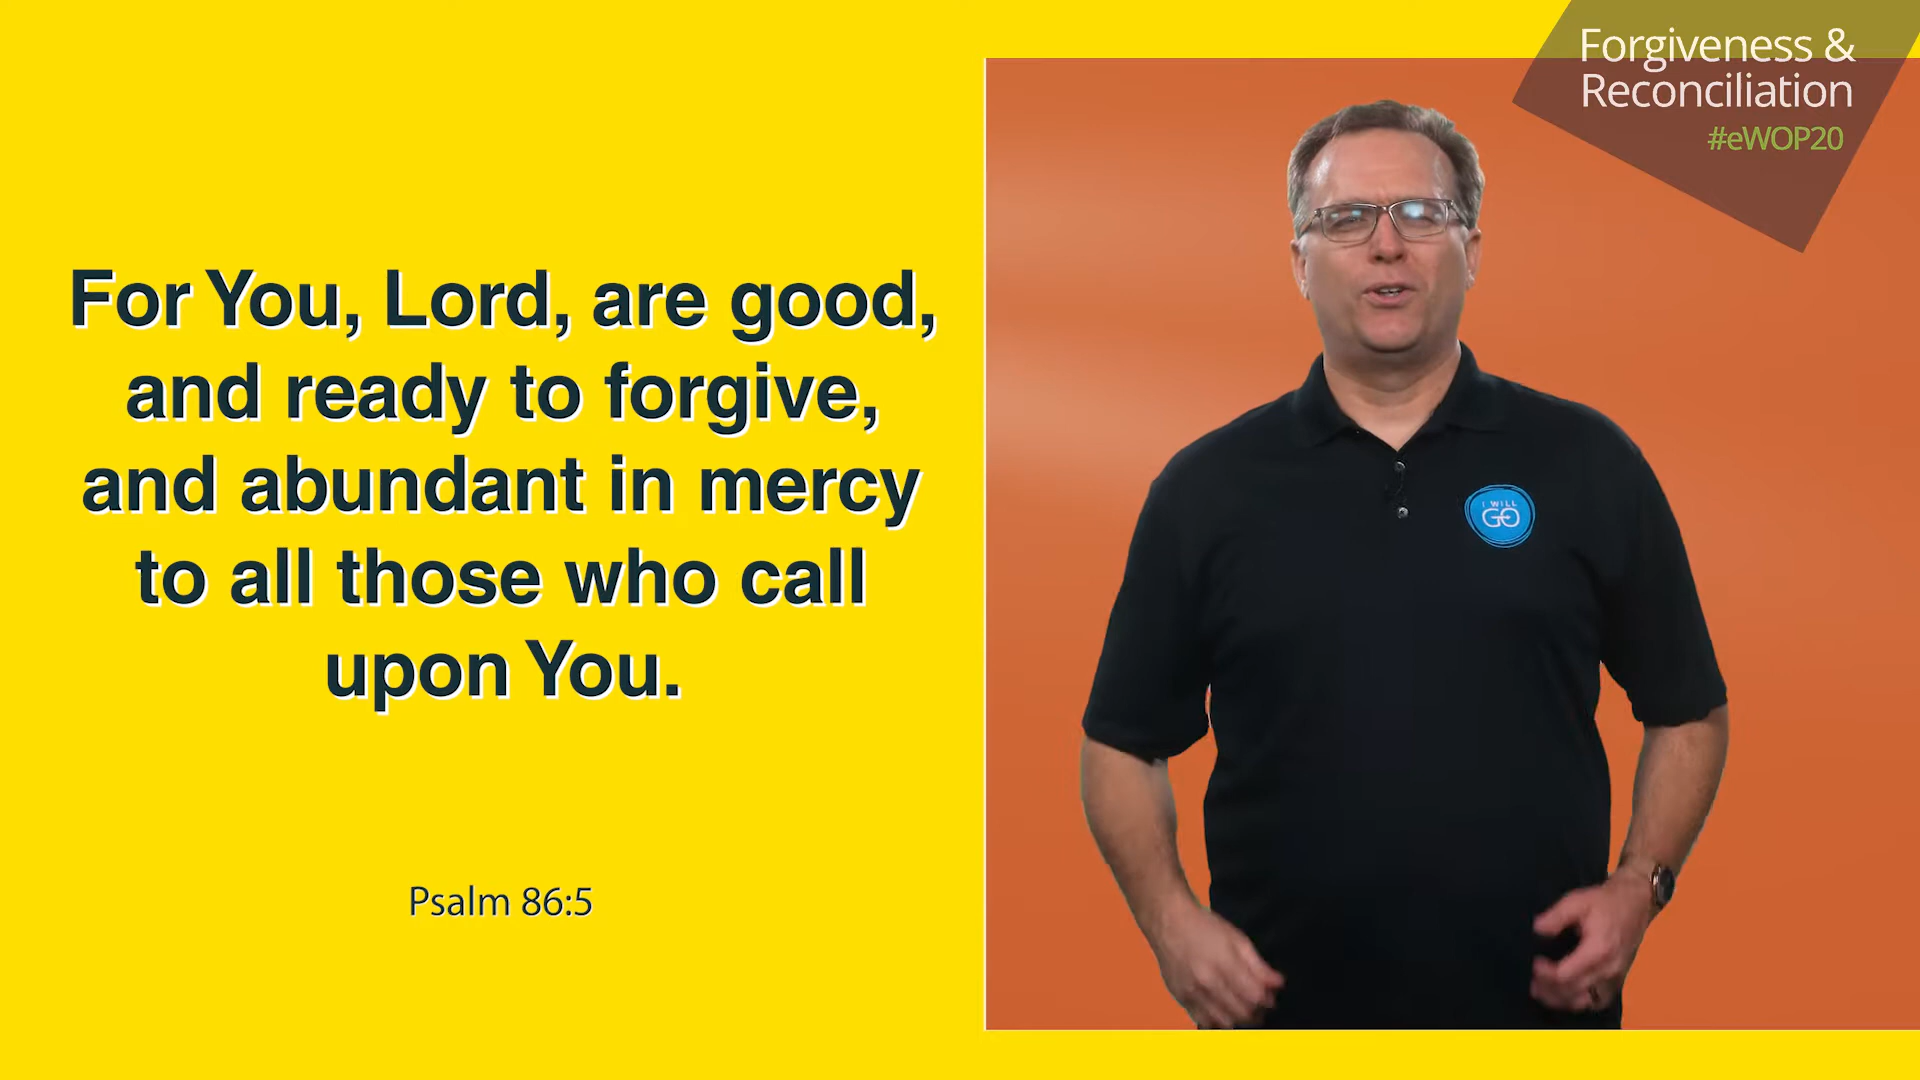 Forgiveness &
Reconciliation
#eWOP20
For You, Lord, are good,
and ready to forgive,
and abundant in mercy
to all those who call
upon You.
Psalm 86:5
I WILL
GO